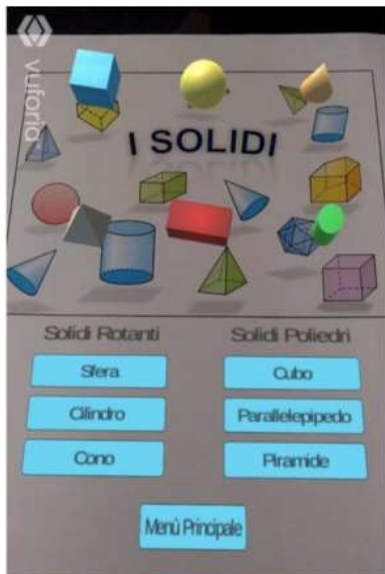 vuforia
I SOLIDI
Solidi Rotanti
Solidi Poliedri
Sfera
Cubo
Cilindro
Parallelepipedo
Cono
Piramide
Menù Principale